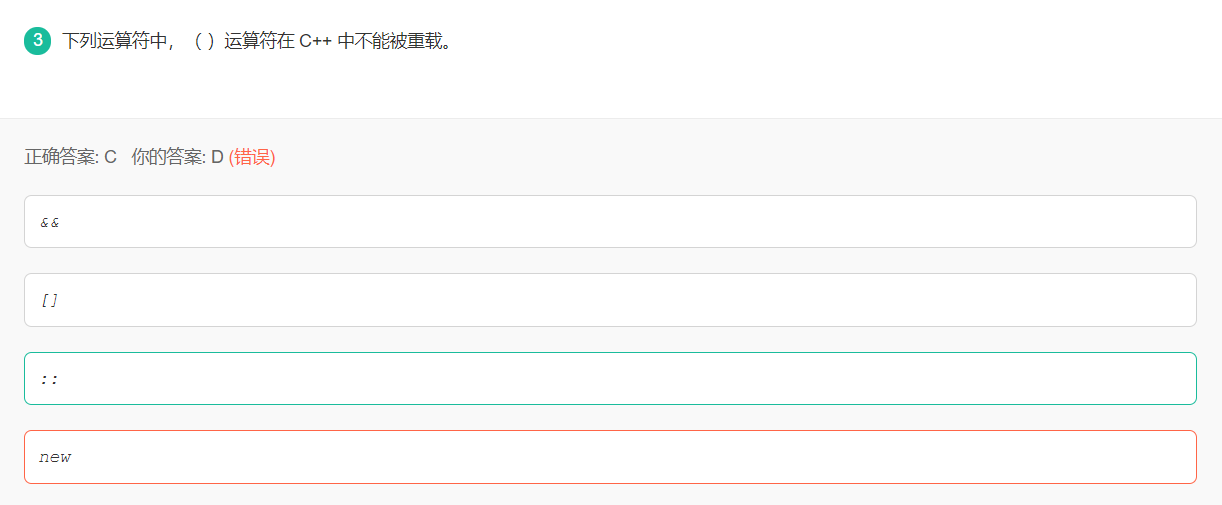 3 下列运算符中，（ ）运算符在 C++ 中不能被重载。
正确答案: C 你的答案: D (错误)
&&
[]
::
new